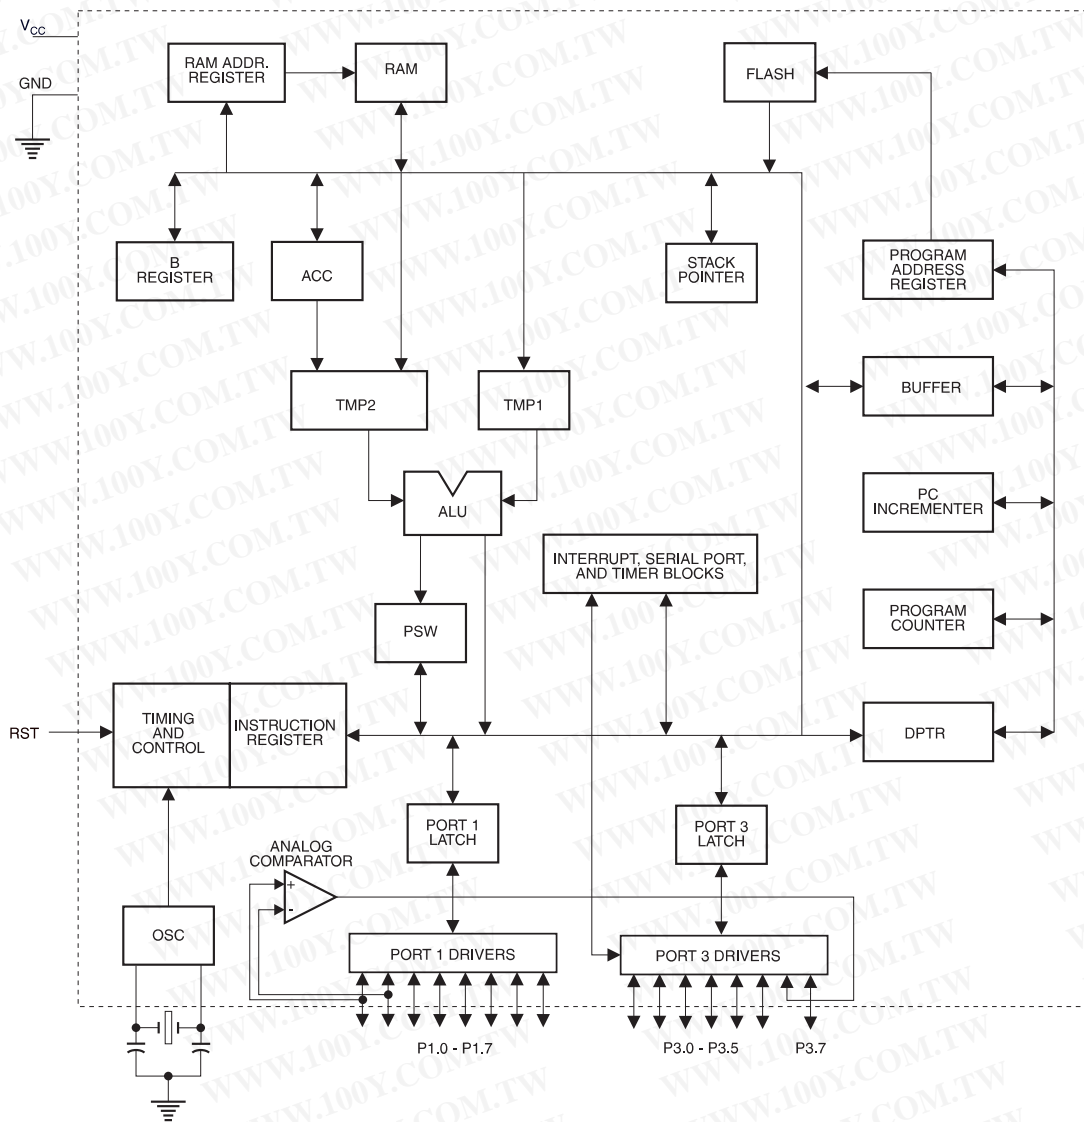 VCC
GND
RAM ADDR.
REGISTER
RAM
FLASH
B
REGISTER
ACC
STACK
POINTER
PROGRAM
ADDRESS
REGISTER
TMP2
TMP1
BUFFER
ALU
PC
INCREMENTER
INTERRUPT, SERIAL PORT,
AND TIMER BLOCKS
PSW
PROGRAM
COUNTER
RST
TIMING
AND
CONTROL
INSTRUCTION
REGISTER
DPTR
PORT 1
LATCH
PORT 3
LATCH
ANALOG
COMPARATOR
+
-
OSC
PORT 1 DRIVERS
PORT 3 DRIVERS
P1.0 - P1.7
P3.0 - P3.5
P3.7
WWW.100Y.COM.TW